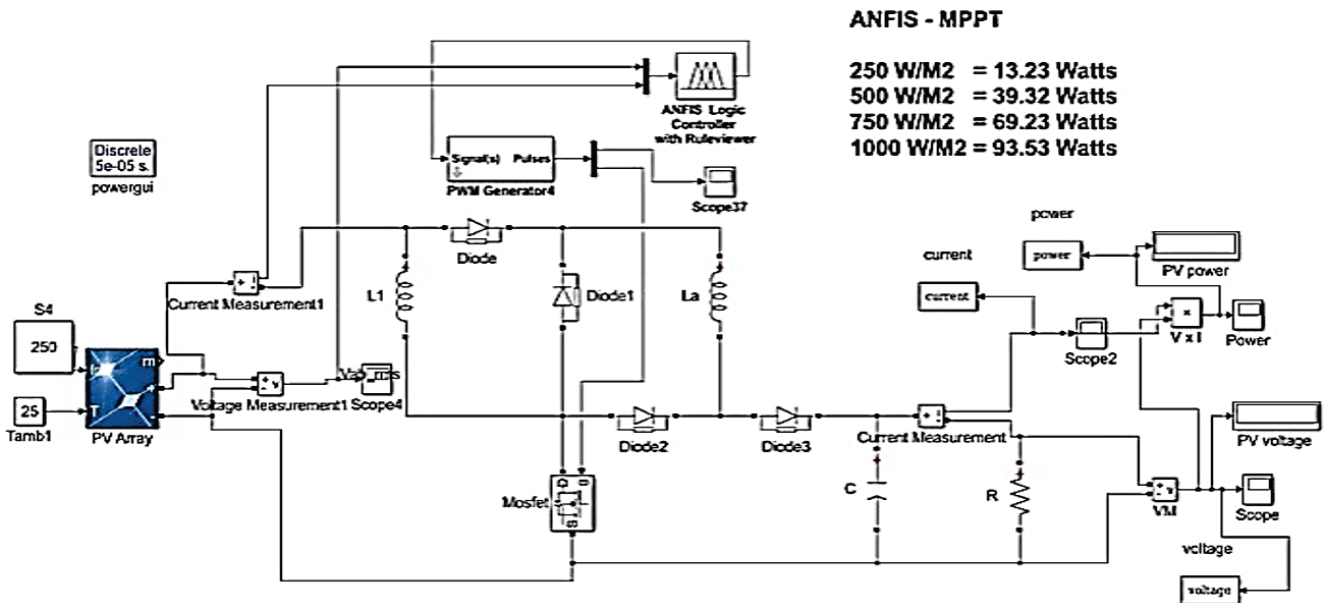 ANFIS - MPPT
250 W/M2 = 13.23 Watts
500 W/M2 = 39.32 Watts
750 W/M2 = 69.23 Watts
1000 W/M2 = 93.53 Watts
ANFIS Logic
Controller
with Ruleviewer
Discrete
5e-05 s.
powergui
Signal(s) Pulses
PWM Generator4
Scope37
Diode
Current Measurement1
L1
Diode1
La
S4
250
m
+
-
T
25
Tamb1
PV Array
Voltage Measurement1
Scope4
Diode2
Diode3
Mosfet
D
S
C
R
Current Measurement
current
current
power
power
PV power
Scope2
×
V x I
Power
PV voltage
VM
Scope
voltage
voltage